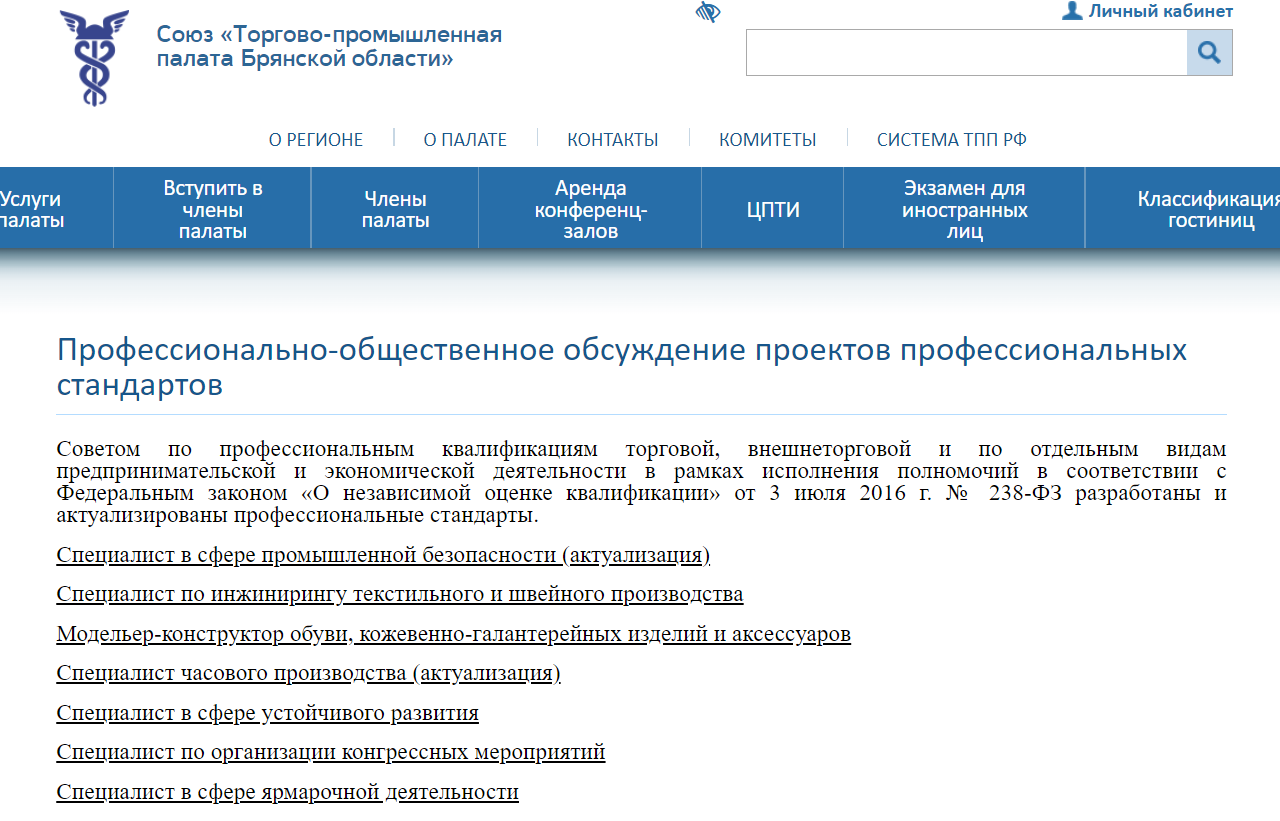 Личный кабинет
Союз «Торгово-промышленная
палата Брянской области»
О РЕГИОНЕ
О ПАЛАТЕ
КОНТАКТЫ
КОМИТЕТЫ
СИСТЕМА ТПП РФ
Услуги
палаты
Вступить в
члены
палаты
Члены
палаты
Аренда
конференц-
залов
ЦПТИ
Экзамен для
иностранных
лиц
Классификация
гостиниц
Профессионально-общественное обсуждение проектов профессиональных
стандартов
Советом по профессиональным квалификациям торговой, внешнеторговой и по отдельным видам
предпринимательской и экономической деятельности в рамках исполнения полномочий в соответствии с
Федеральным законом «О независимой оценке квалификации» от 3 июля 2016 г. № 238-ФЗ разработаны и
актуализированы профессиональные стандарты.
Специалист в сфере промышленной безопасности (актуализация)
Специалист по инжинирингу текстильного и швейного производства
Модельер-конструктор обуви, кожевенно-галантерейных изделий и аксессуаров
Специалист часового производства (актуализация)
Специалист в сфере устойчивого развития
Специалист по организации конгрессных мероприятий
Специалист в сфере ярмарочной деятельности